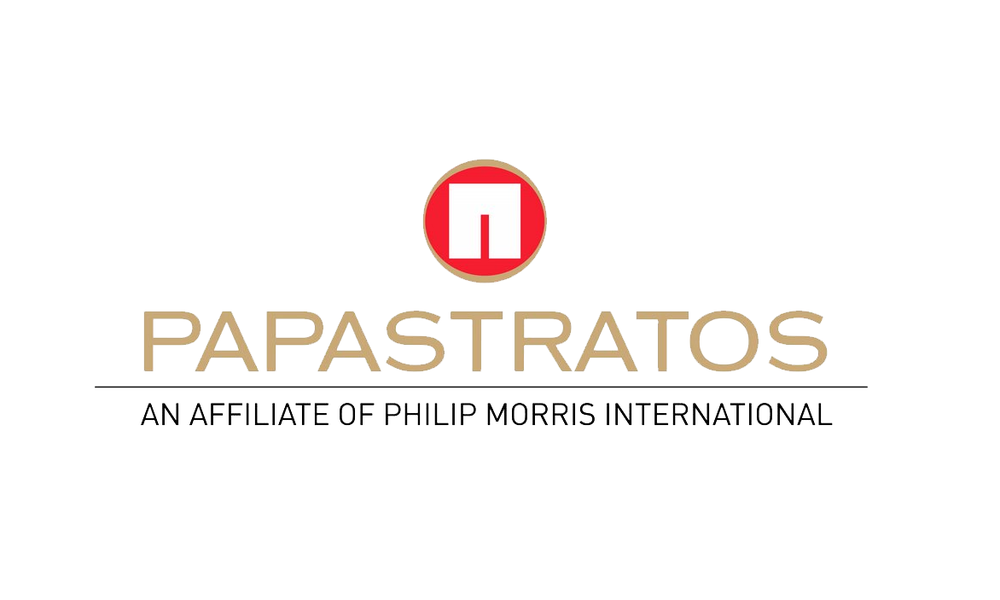 Π
PAPASTRATOS
AN AFFILIATE OF PHILIP MORRIS INTERNATIONAL